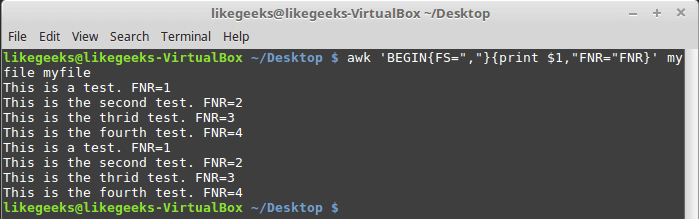 likegeeks@likegeeks-VirtualBox ~/Desktop
File Edit View Search Terminal Help
likegeeks@likegeeks-VirtualBox ~/Desktop $ awk 'BEGIN{FS=","}{print $1,"FNR="FNR}' my
file myfile
This is a test. FNR=1
This is the second test. FNR=2
This is the thrid test. FNR=3
This is the fourth test. FNR=4
This is a test. FNR=1
This is the second test. FNR=2
This is the thrid test. FNR=3
This is the fourth test. FNR=4
likegeeks@likegeeks-VirtualBox ~/Desktop $